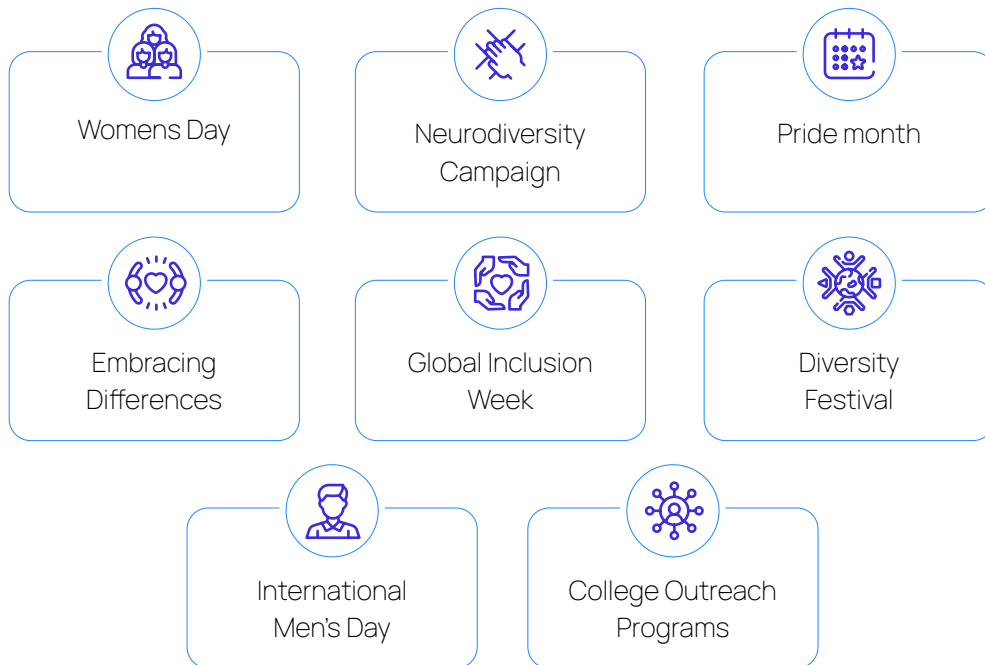 Womens Day
Neurodiversity
Campaign
Pride month
Embracing
Differences
Global Inclusion
Week
Diversity
Festival
International
Men's Day
College Outreach
Programs